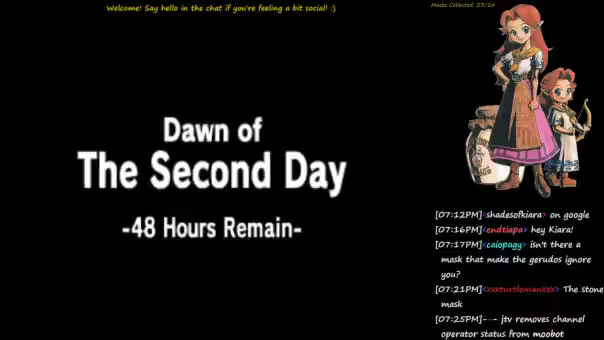 Welcome! Say hello in the chat if you're feeling a bit social! :)
Masks Collected: 23/24
Dawn of
The Second Day
-48 Hours Remain-
[07:12PM]<shadesofkiara> on google
[07:16PM]<endtiapa> hey Kiara!
[07:17PM]<caiopagy> isn't there a
mask that make the gerudos ignore
you?
[07:21PM]<xxxturtlemanxxx> The stone
mask
[07:25PM]--- jtv removes channel
operator status from moobot